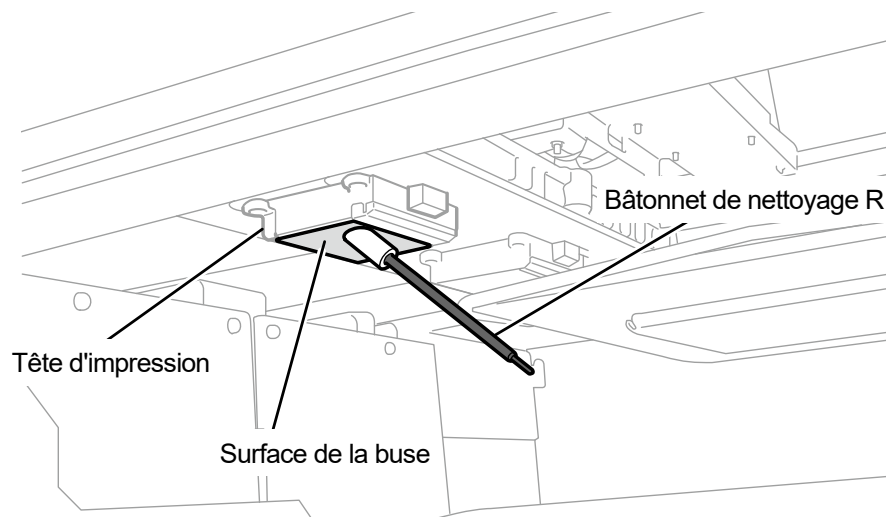 Bâtonnet de nettoyage R
Tête d'impression
Surface de la buse